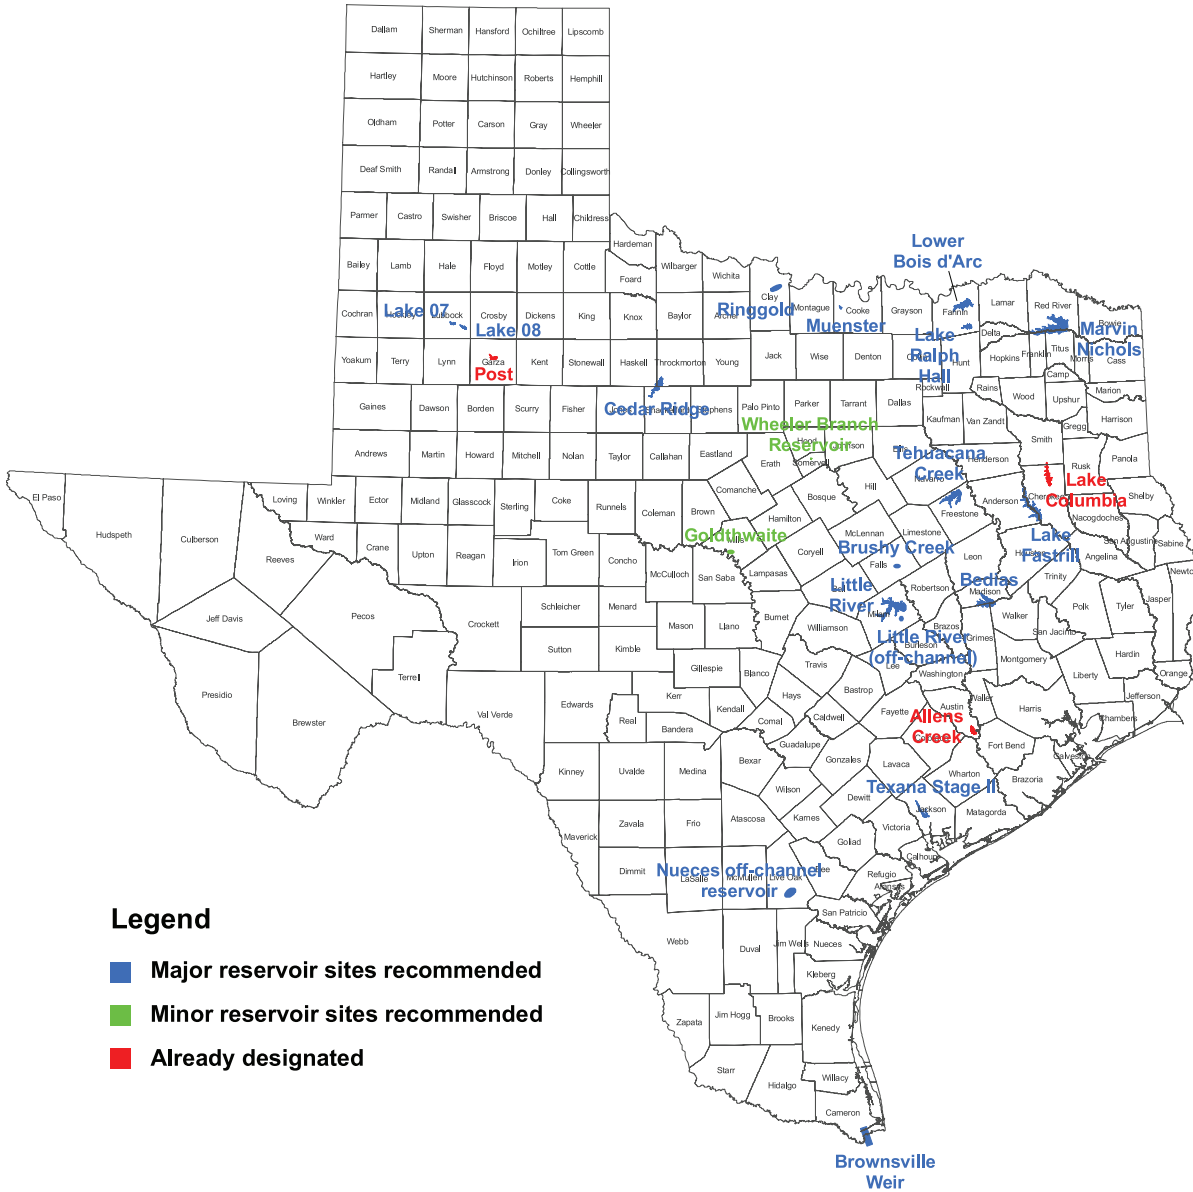 Dallam Sherman Hansford Ochiltree Lipscomb
Hartley Moore Hutchinson Roberts Hemphill
Oldham Potter Carson Gray Wheeler
Deaf Smith Randall Armstrong Donley Collingsworth
Parmer Castro Swisher Briscoe Hall Childress
Hardeman
Lower
Bois d'Arc
Bailey Lamb Hale Floyd Motley Cottle Foard Wilbarger Wichita
Clay Montague Cooke Grayson Fannin Lamar Red River Bowie
Cochran Hockley Lubbock Crosby Dickens King Knox Baylor Archer
Lake 07
Lake 08
Ringgold
Muenster
Lake
Ralph
Hall
Marvin
Nichols
Delta Titus Franklin Morris Cass
Yoakum Terry Lynn Garza Kent Stonewall Haskell Throckmorton Young Jack Wise Denton Hunt Hopkins
Post
Camp
Rockwall Rains Wood Upshur Marion
Gaines Dawson Borden Scurry Fisher Stephens Palo Pinto Parker Tarrant Dallas Kaufman Van Zandt Gregg Harrison
Cedar Ridge
Wheeler Branch
Reservoir
Andrews Martin Howard Mitchell Nolan Taylor Callahan Eastland Erath Hood Somervell Johnson Ellis Henderson Smith Rusk Panola
Tehuacana
Creek
Navarro
Lake
Columbia
El Paso Hudspeth Culberson Reeves Loving Winkler Ector Midland Glasscock Sterling Coke Runnels Coleman Brown Comanche Bosque Hill Freestone Anderson Cherokee Shelby
Ward Crane Upton Reagan Irion Tom Green Concho McCulloch San Saba Mills Hamilton McLennan Limestone Leon Houston Nacogdoches San Augustine Sabine
Goldthwaite
Brushy Creek
Lake
Fastrill
Coryell Falls Angelina Newton
Lampasas Bell Robertson Madison Trinity
Little
River
Bedias
Jeff Davis Pecos Crockett Schleicher Menard Mason Llano Burnet Williamson Milam Brazos Grimes Walker San Jacinto Polk Tyler Jasper
Little River
(off-channel)
Burleson
Presidio Brewster Terrell Sutton Kimble Gillespie Blanco Travis Lee Washington Montgomery Liberty Hardin Orange
Val Verde Edwards Kerr Kendall Hays Bastrop Fayette Austin Waller Harris Jefferson
Real Bandera Comal Caldwell Chambers
Allens
Creek
Colorado
Kinney Uvalde Medina Bexar Guadalupe Gonzales Lavaca Wharton Fort Bend Galveston
Wilson Brazoria
Texana Stage II
Maverick Zavala Frio Atascosa Karnes Dewitt Victoria Jackson Matagorda
Goliad Calhoun
Dimmit LaSalle McMullen Live Oak Bee Refugio Aransas
Nueces off-channel
reservoir
San Patricio
Webb Duval Jim Wells Nueces
Kleberg
Zapata Jim Hogg Brooks Kenedy
Starr Hidalgo Willacy
Cameron
Brownsville
Weir
Legend
Major reservoir sites recommended
Minor reservoir sites recommended
Already designated